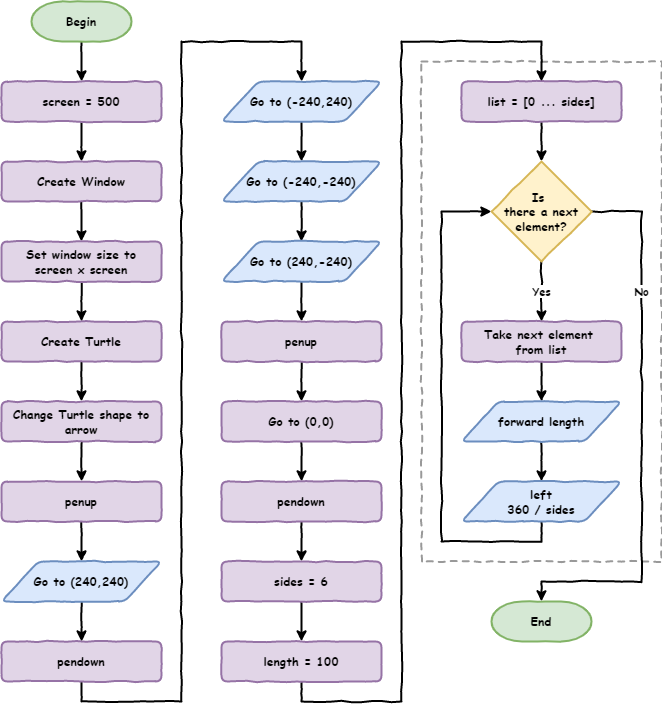 Begin
screen = 500
Create Window
Set window size to
screen x screen
Create Turtle
Change Turtle shape to
arrow
penup
Go to (240,240)
pendown
Go to (-240,240)
Go to (-240,-240)
Go to (240,-240)
penup
Go to (0,0)
pendown
sides = 6
length = 100
list = [0 ... sides]
Is
there a next
element?
Yes
No
Take next element
from list
forward length
left
360 / sides
End